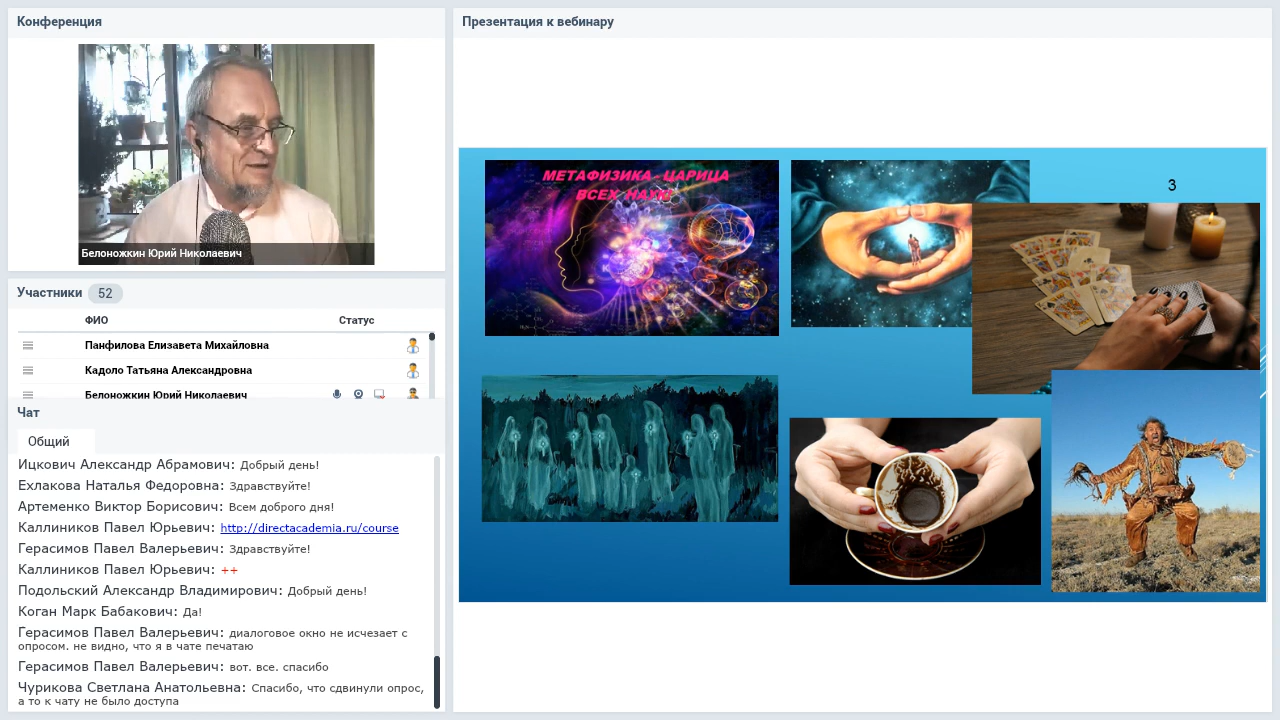 Конференция
Белоножкин Юрий Николаевич
Участники 52
ФИО Статус
Панфилова Елизавета Михайловна
Кадоло Татьяна Александровна
Белоножкин Юрий Николаевич
Чат
Общий
Ицкович Александр Абрамович: Добрый день!
Ехлакова Наталья Федоровна: Здравствуйте!
Артеменко Виктор Борисович: Всем доброго дня!
Каллиников Павел Юрьевич: http://directacademia.ru/course
Герасимов Павел Валерьевич: Здравствуйте!
Каллиников Павел Юрьевич: ++
Подольский Александр Владимирович: Добрый день!
Коган Марк Бабакович: Да!
Герасимов Павел Валерьевич: диалоговое окно не исчезает с
опросом. не видно, что я в чате печатаю
Герасимов Павел Валерьевич: вот. все. спасибо
Чурикова Светлана Анатольевна: Спасибо, что сдвинули опрос,
а то к чату не было доступа
Презентация к вебинару
МЕТАФИЗИКА - ЦАРИЦА
ВСЕХ НАУК!
3